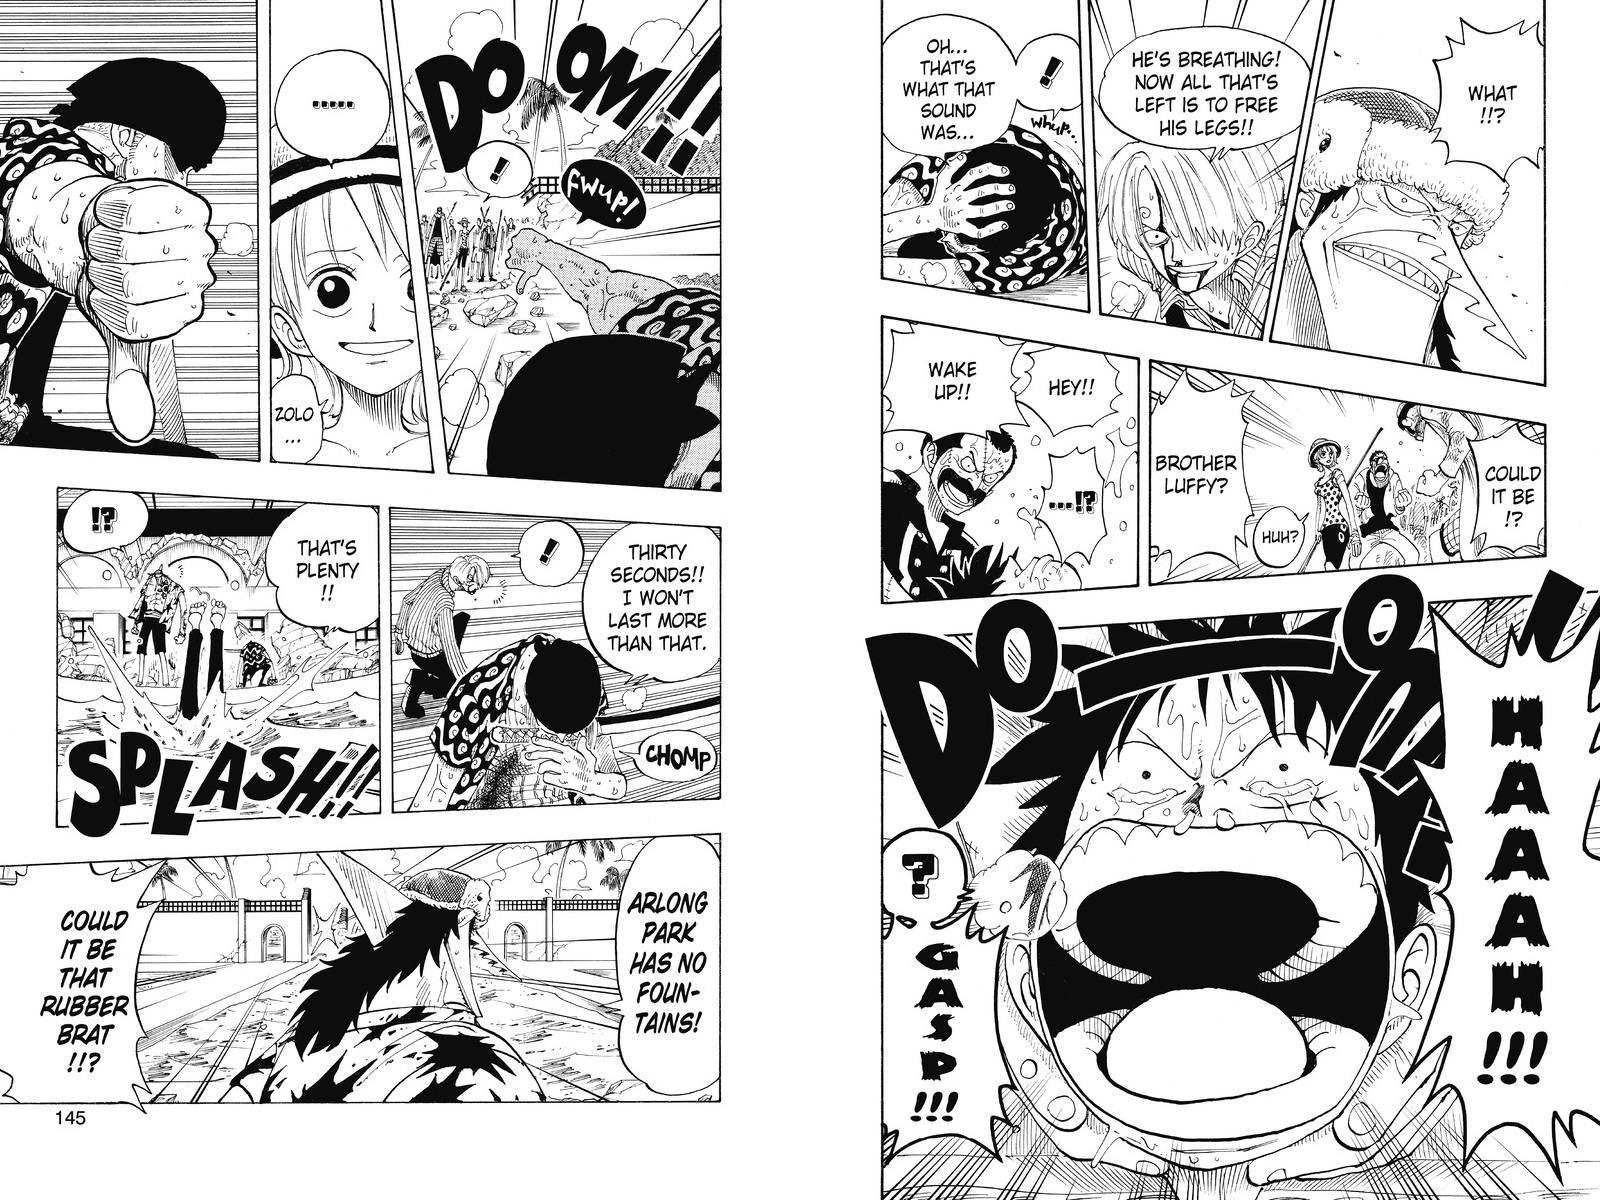 WHAT
!!?
HE'S BREATHING!
NOW ALL THAT'S
LEFT IS TO FREE
HIS LEGS!!
!
OH...
THAT'S
WHAT THAT
SOUND
WAS...
whup..
COULD
IT BE
!?
HUH?
BROTHER
LUFFY?
HEY!!
WAKE
UP!!
...!?
DO—OM!!
HAAAH!!!
?
GASP!!!
DOOM!!
!
FWUP!
......
ZOLO
...
THIRTY
SECONDS!!
I WON'T
LAST MORE
THAN THAT.
!
CHOMP
THAT'S
PLENTY
!!
!?
SPLASH!!
ARLONG
PARK
HAS NO
FOUN-
TAINS!
COULD
IT BE
THAT
RUBBER
BRAT
!!?
145